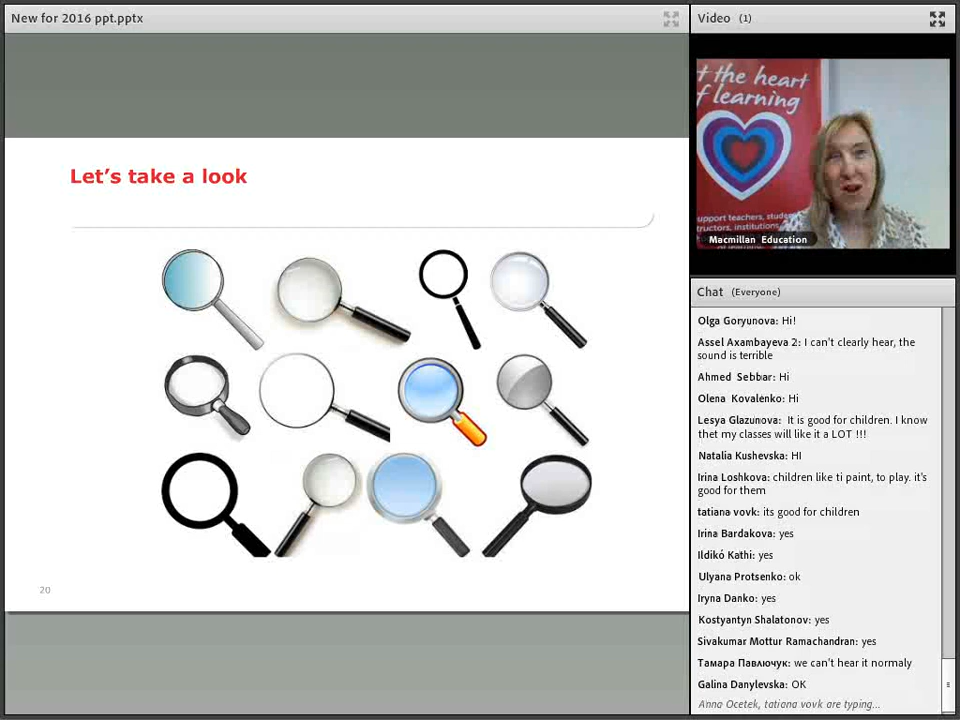 New for 2016 ppt.pptx
Let's take a look
20
Video (1)
t the heart
f learning
support teachers, stude
tructors, institutions
Macmillan Education
Chat (Everyone)
Olga Goryunova: Hi!
Assel Axambayeva 2: I can't clearly hear, the
sound is terrible
Ahmed Sebbar: Hi
Olena Kovalenko: Hi
Lesya Glazunova: It is good for children. I know
thet my classes will like it a LOT !!!
Natalia Kushevska: HI
Irina Loshkova: children like ti paint, to play. it's
good for them
tatiana vovk: its good for children
Irina Bardakova: yes
Ildikó Kathi: yes
Ulyana Protsenko: ok
Iryna Danko: yes
Kostyantyn Shalatonov: yes
Sivakumar Mottur Ramachandran: yes
Тамара Павлючук: we can't hear it normaly
Galina Danylevska: OK
Anna Ocetek, tatiana vovk are typing...